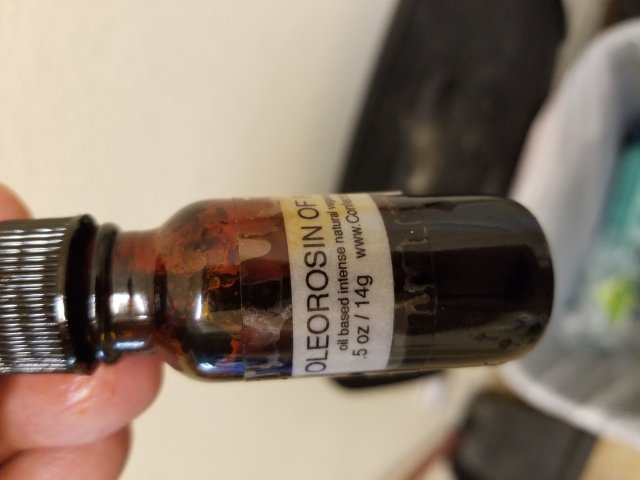 OLEOROSIN OF
oil based intense natural
.5 oz / 14g www.